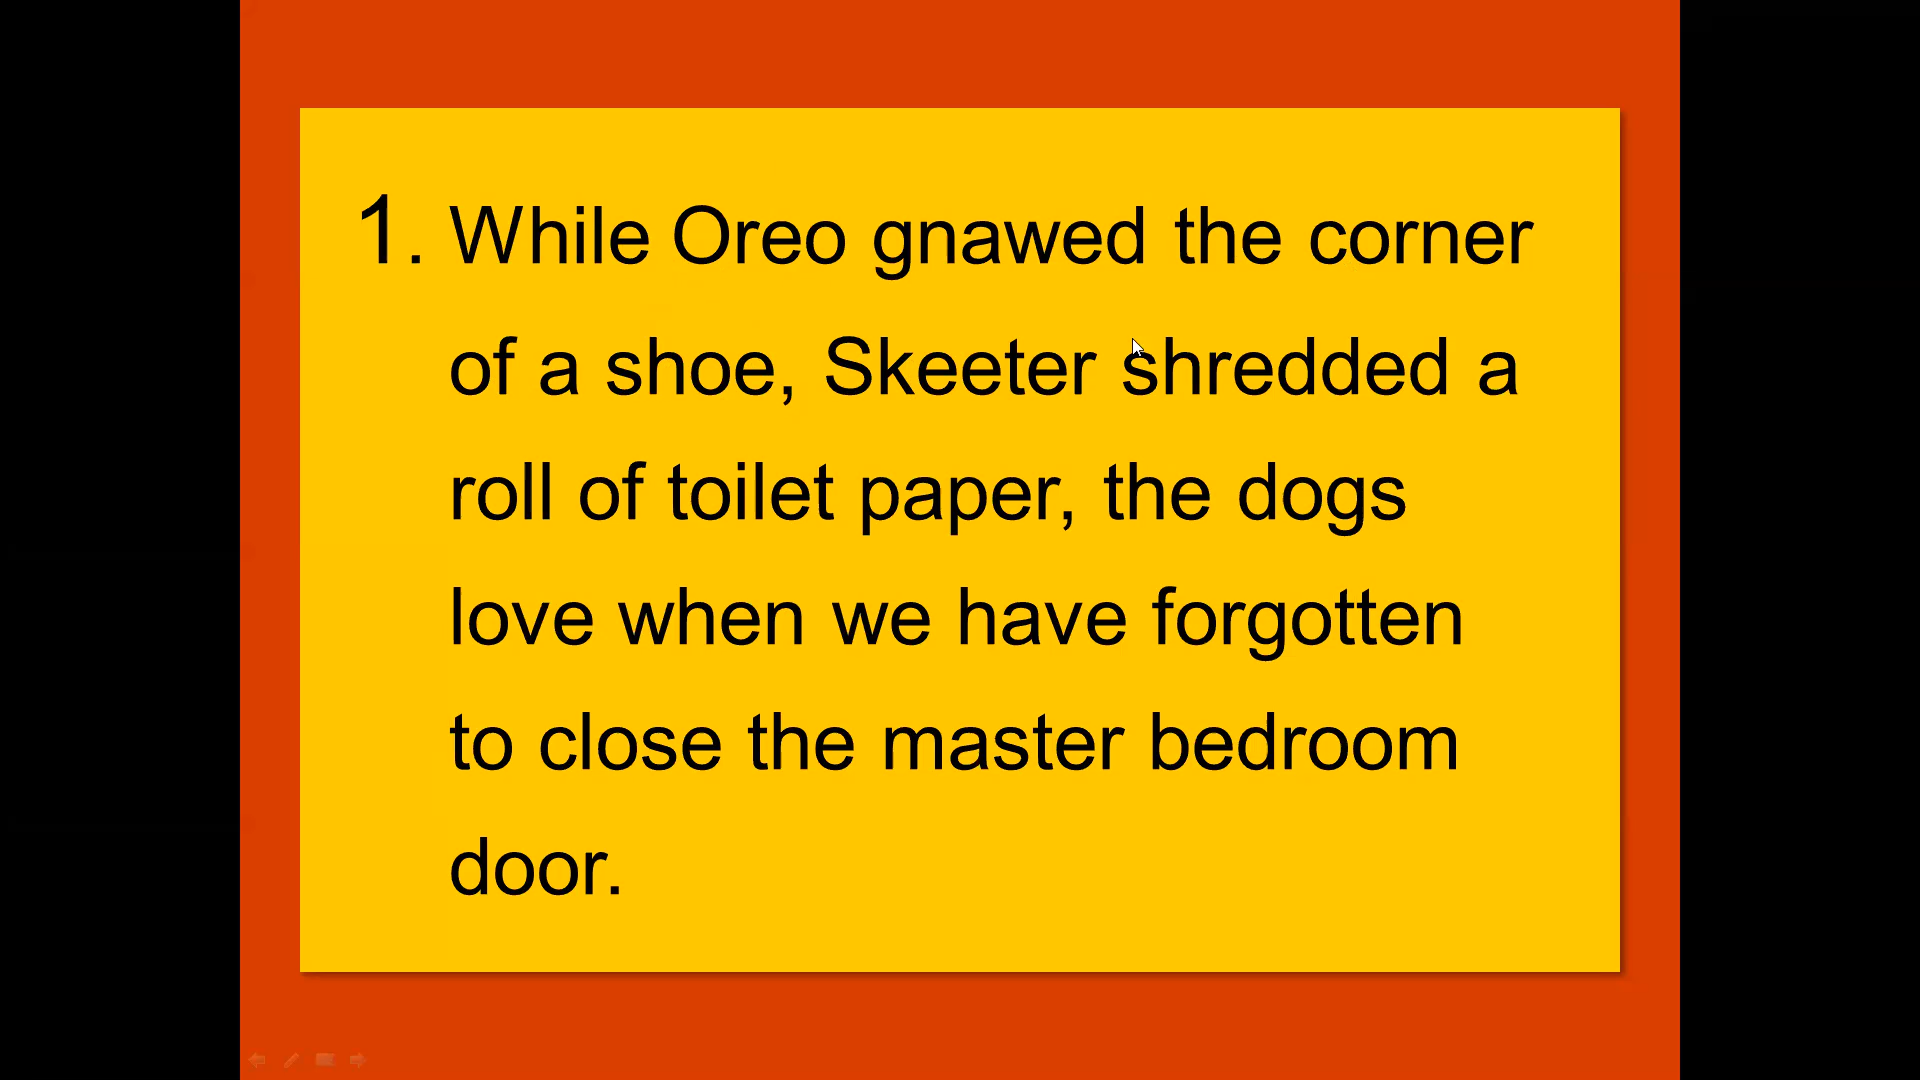 1. While Oreo gnawed the corner
of a shoe, Skeeter shredded a
roll of toilet paper, the dogs
love when we have forgotten
to close the master bedroom
door.